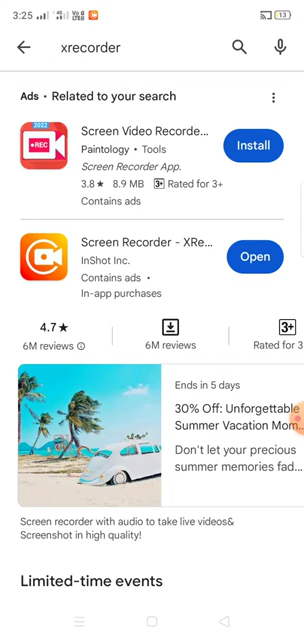 3:25
4G
Vo
LTE2
13
xrecorder
Ads • Related to your search
2022
REC
Screen Video Recorde...
Paintology • Tools
Screen Recorder App.
3.8★ 8.9 MB 3+ Rated for 3+
Contains ads
Install
Screen Recorder - XRe...
InShot Inc.
Contains ads •
In-app purchases
Open
4.7★
6M reviews
6M reviews
3+
Rated for 3
Ends in 5 days
30% Off: Unforgettable
Summer Vacation Mom...
Don't let your precious
summer memories fad...
Screen recorder with audio to take live videos&
Screenshot in high quality!
Limited-time events